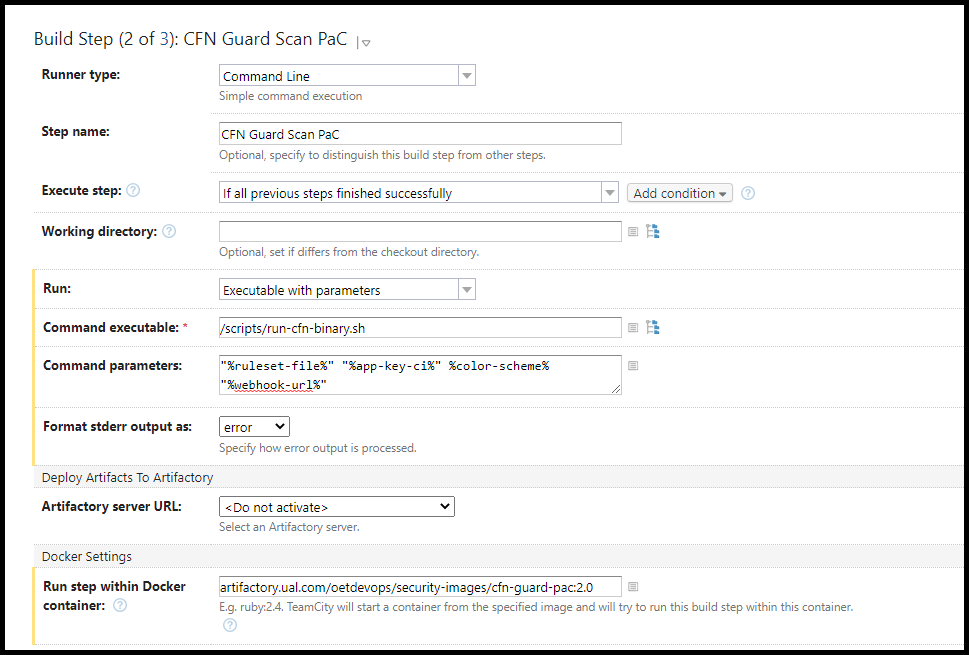 Build Step (2 of 3): CFN Guard Scan PaC
Runner type:
Command Line
Simple command execution
Step name:
CFN Guard Scan PaC
Optional, specify to distinguish this build step from other steps.
Execute step:
If all previous steps finished successfully
Add condition
Working directory:
Optional, set if differs from the checkout directory.
Run:
Executable with parameters
Command executable: *
/scripts/run-cfn-binary.sh
Command parameters:
"%ruleset-file%" "%app-key-ci%" %color-scheme%
"%webhook-url%"
Format stderr output as:
error
Specify how error output is processed.
Deploy Artifacts To Artifactory
Artifactory server URL:
<Do not activate>
Select an Artifactory server.
Docker Settings
Run step within Docker
container:
artifactory.ual.com/oetdevops/security-images/cfn-guard-pac:2.0
E.g. ruby:2.4. TeamCity will start a container from the specified image and will try to run this build step within this container.